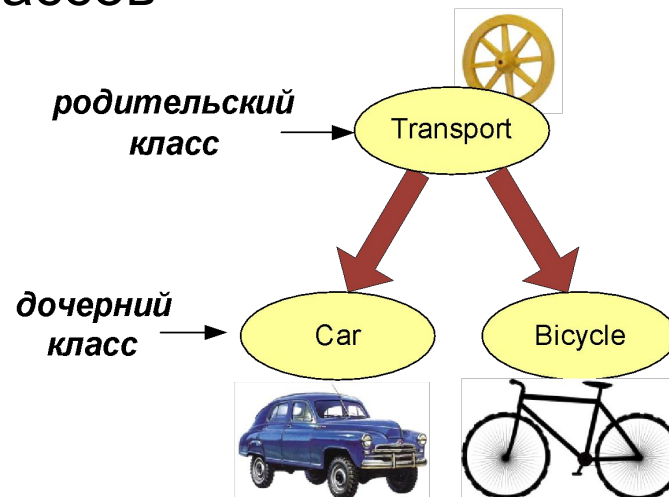 родительский
класс
Transport
дочерний
класс
Car
Bicycle